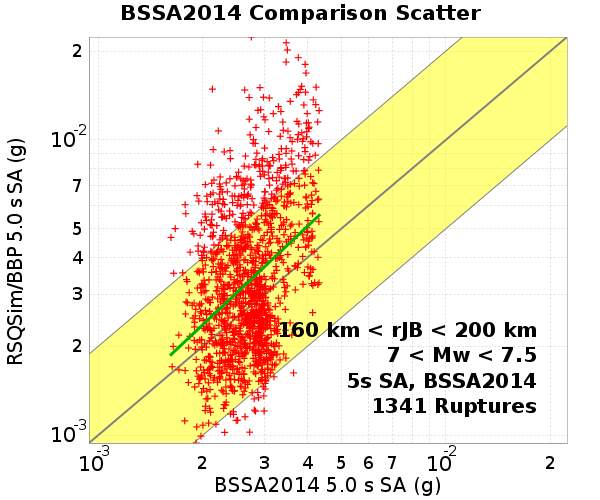 BSSA2014 Comparison Scatter
RSQSim/BBP 5.0 s SA (g)
2
10-2
7
5
4
3
2
10-3
160 km < rJB < 200 km
7 < Mw < 7.5
5s SA, BSSA2014
1341 Ruptures
10-3 2 3 4 5 6 7 10-2 2
BSSA2014 5.0 s SA (g)